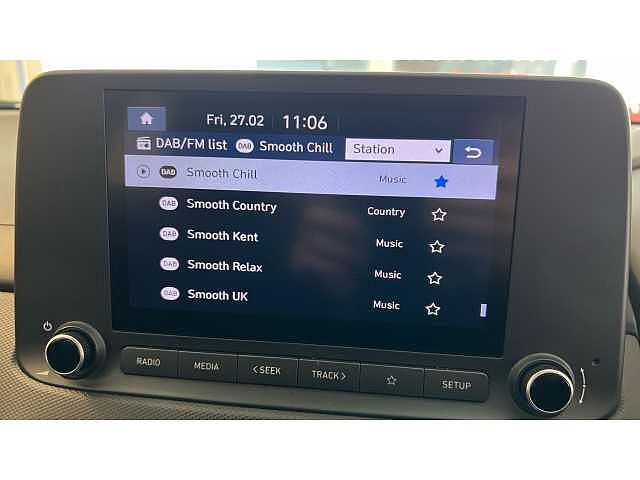 Fri, 27.02 11:06
DAB/FM list DAB Smooth Chill Station
DAB Smooth Chill Music
DAB Smooth Country Country
DAB Smooth Kent Music
DAB Smooth Relax Music
DAB Smooth UK Music
RADIO MEDIA < SEEK TRACK > SETUP